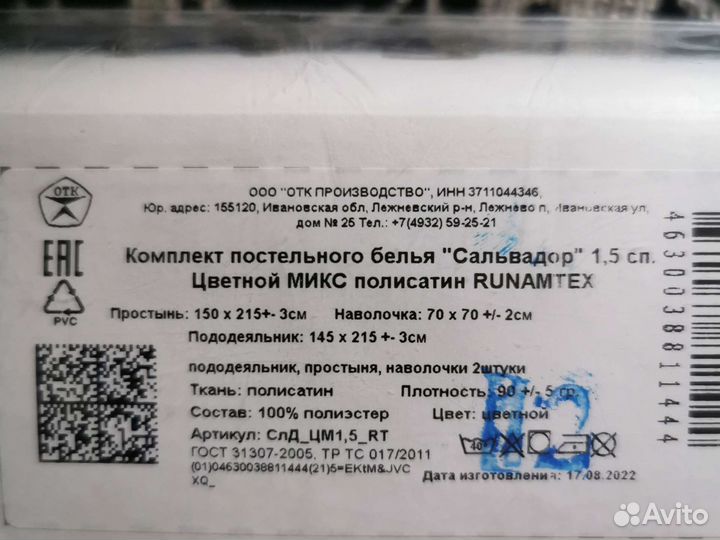 ОТК
ООО "ОТК ПРОИЗВОДСТВО", ИНН 3711044346,
Юр. адрес: 155120, Ивановская обл, Лежневский р-н, Лежнево п, Ивановская ул,
дом № 25 Тел.: +7(4932) 59-25-21
EAC
Комплект постельного белья "Сальвадор" 1,5 сп.
Цветной МИКС полисатин RUNAMTEX
PVC
Простынь: 150 х 215+- 3см Наволочка: 70 х 70 +/- 2см
Пододеяльник: 145 х 215 +- 3см
пододеяльник, простыня, наволочки 2штуки
Ткань: полисатин Плотность: 90 +/- 5 гр.
Состав: 100% полиэстер Цвет: цветной
Артикул: СлД_ЦМ1,5_RT
ГОСТ 31307-2005, ТР ТС 017/2011
(01)04630038811444(21)5=EKtM&JVC
XQ_
40
Дата изготовления: 17.08.2022
12
4630038811444
Avito